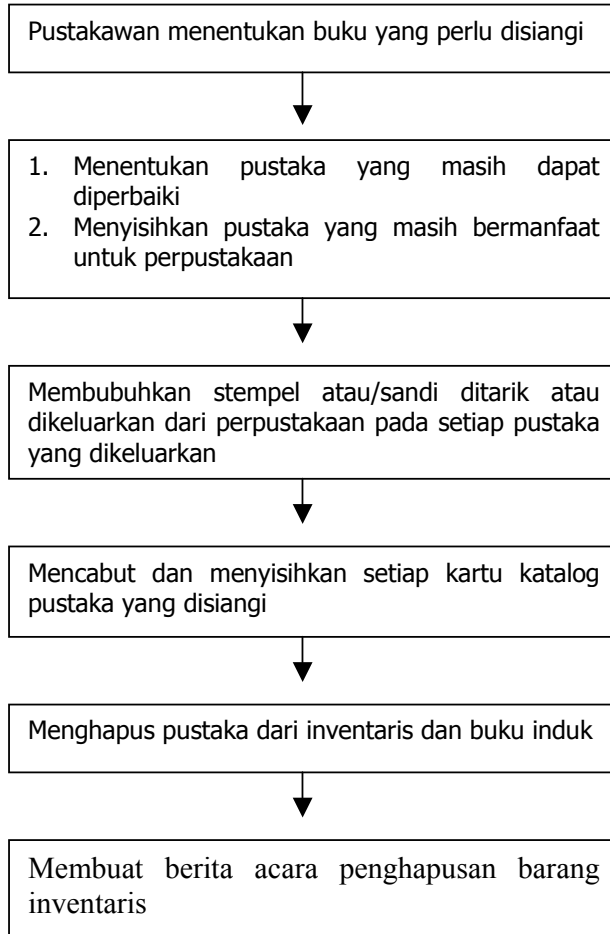 Pustakawan menentukan buku yang perlu disiangi
1. Menentukan pustaka yang masih dapat
diperbaiki
2. Menyisihkan pustaka yang masih bermanfaat
untuk perpustakaan
Membubuhkan stempel atau/sandi ditarik atau
dikeluarkan dari perpustakaan pada setiap pustaka
yang dikeluarkan
Mencabut dan menyisihkan setiap kartu katalog
pustaka yang disiangi
Menghapus pustaka dari inventaris dan buku induk
Membuat berita acara penghapusan barang
inventaris